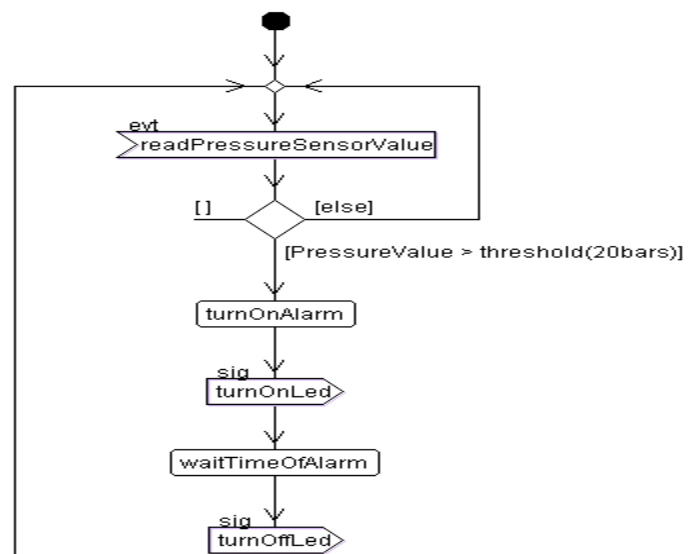 evt
readPressureSensorValue
[ ]
[else]
[PressureValue > threshold(20bars)]
turnOnAlarm
sig
turnOnLed
waitTimeOfAlarm
sig
turnOffLed